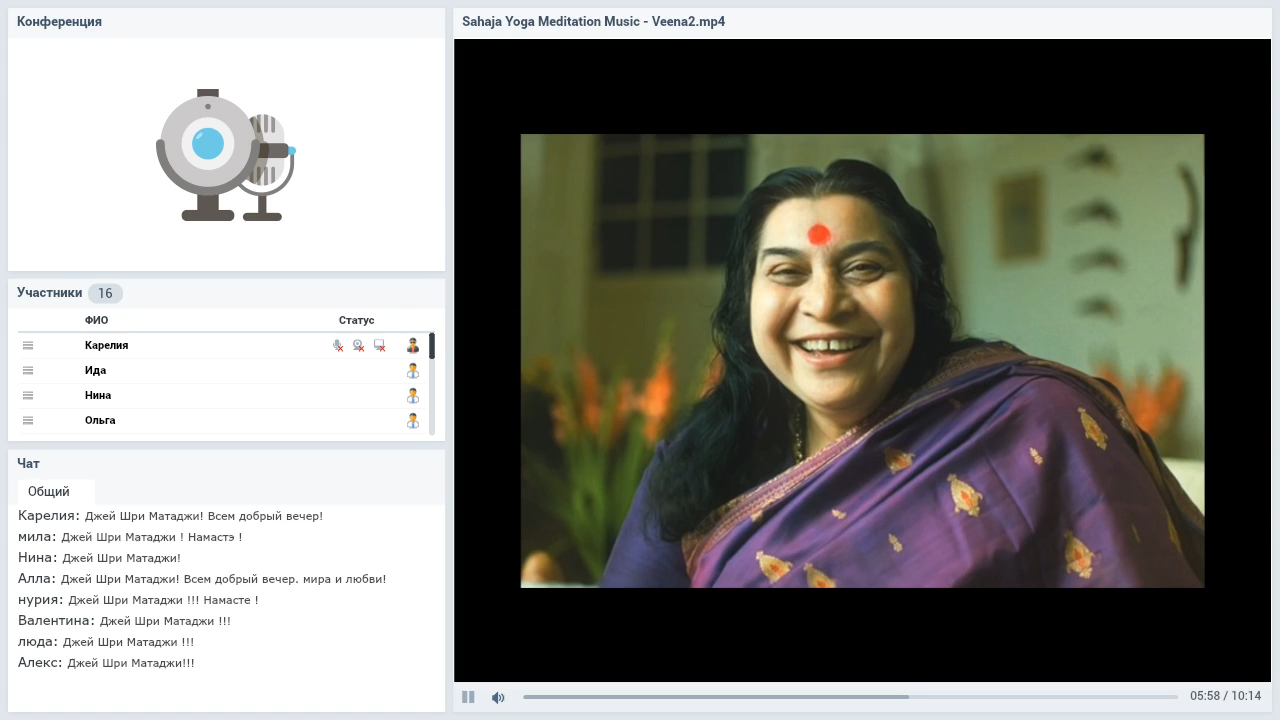 Конференция
Участники 16
ФИО Статус
Карелия
Ида
Нина
Ольга
Чат
Общий
Карелия: Джей Шри Матаджи! Всем добрый вечер!
мила: Джей Шри Матаджи ! Намастэ !
Нина: Джей Шри Матаджи!
Алла: Джей Шри Матаджи! Всем добрый вечер. мира и любви!
нурия: Джей Шри Матаджи !!! Намасте !
Валентина: Джей Шри Матаджи !!!
люда: Джей Шри Матаджи !!!
Алекс: Джей Шри Матаджи!!!
Sahaja Yoga Meditation Music - Veena2.mp4
05:58 / 10:14